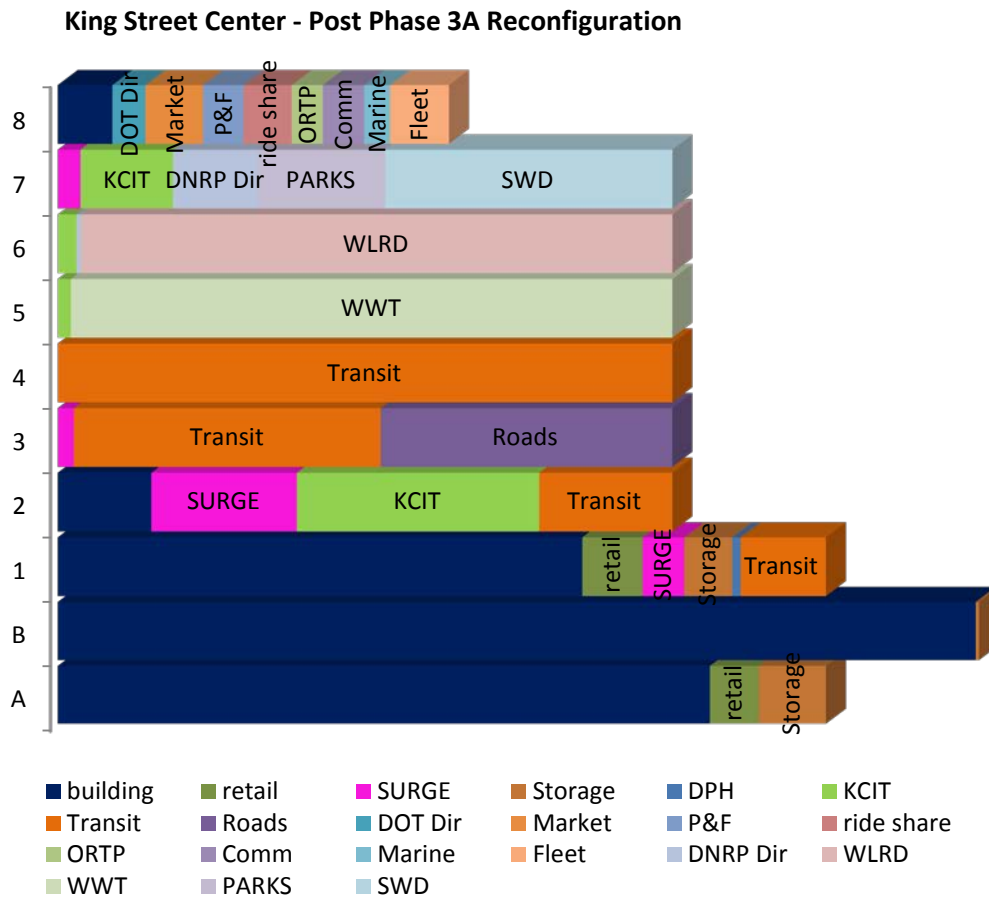 King Street Center - Post Phase 3A Reconfiguration
8 DOT Dir Market P&F ride share ORTP Comm Marine Fleet
7 KCIT DNRP Dir PARKS SWD
6 WLRD
5 WWT
4 Transit
3 Transit Roads
2 SURGE KCIT Transit
1 retail SURGE Storage Transit
B
A retail Storage
building retail SURGE Storage DPH KCIT
Transit Roads DOT Dir Market P&F ride share
ORTP Comm Marine Fleet DNRP Dir WLRD
WWT PARKS SWD